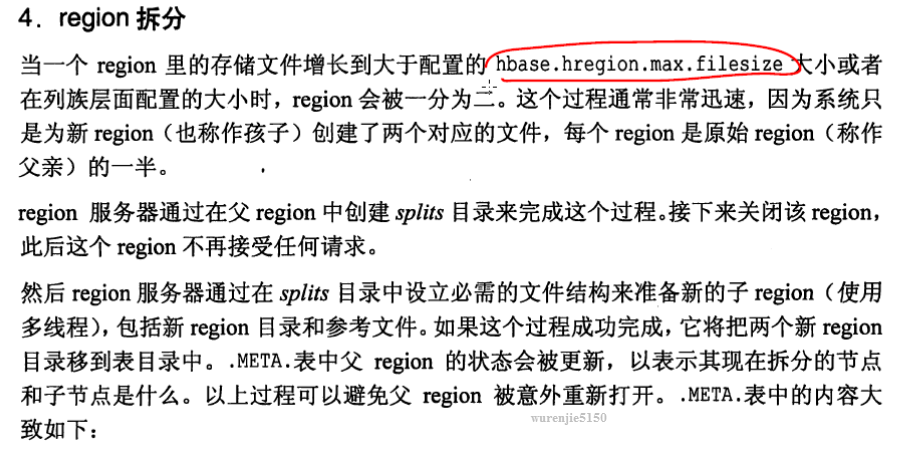 4．region 拆分
当一个 region 里的存储文件增长到大于配置的 hbase.hregion.max.filesize 大小或者
在列族层面配置的大小时，region 会被一分为二。这个过程通常非常迅速，因为系统只
是为新 region（也称作孩子）创建了两个对应的文件，每个 region 是原始 region（称作
父亲）的一半。
region 服务器通过在父 region 中创建 splits 目录来完成这个过程。接下来关闭该 region，
此后这个 region 不再接受任何请求。
然后 region 服务器通过在 splits 目录中设立必需的文件结构来准备新的子 region（使用
多线程），包括新 region 目录和参考文件。如果这个过程成功完成，它将把两个新 region
目录移到表目录中。.META.表中父 region 的状态会被更新，以表示其现在拆分的节点
和子节点是什么。以上过程可以避免父 region 被意外重新打开。.META.表中的内容大
致如下：
wurenjie5150